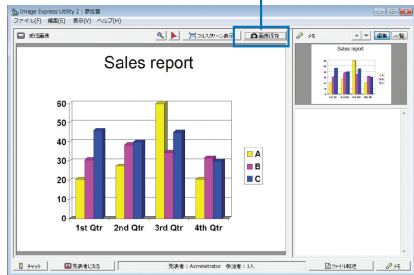 Image Express Utility 2 : 参加者
ファイル(F) 編集(E) 表示(V) ヘルプ(H)
受信画像
フルスクリーン表示
画像保存
メモ
編集
一覧
Sales report
60
50
40
30
20
10
0
1st Qtr 2nd Qtr 3rd Qtr 4th Qtr
A
B
C
Sales report
チャット
発表者になる
発表者 : Administrator 参加者 : 1人
ファイル転送
メモ